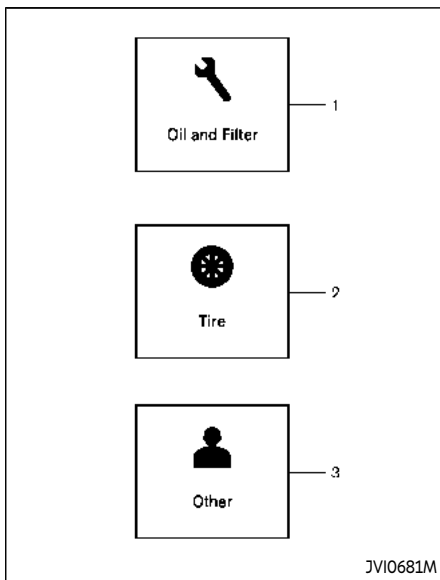 Oil and Filter
1
Tire
2
Other
3
JVI0681M